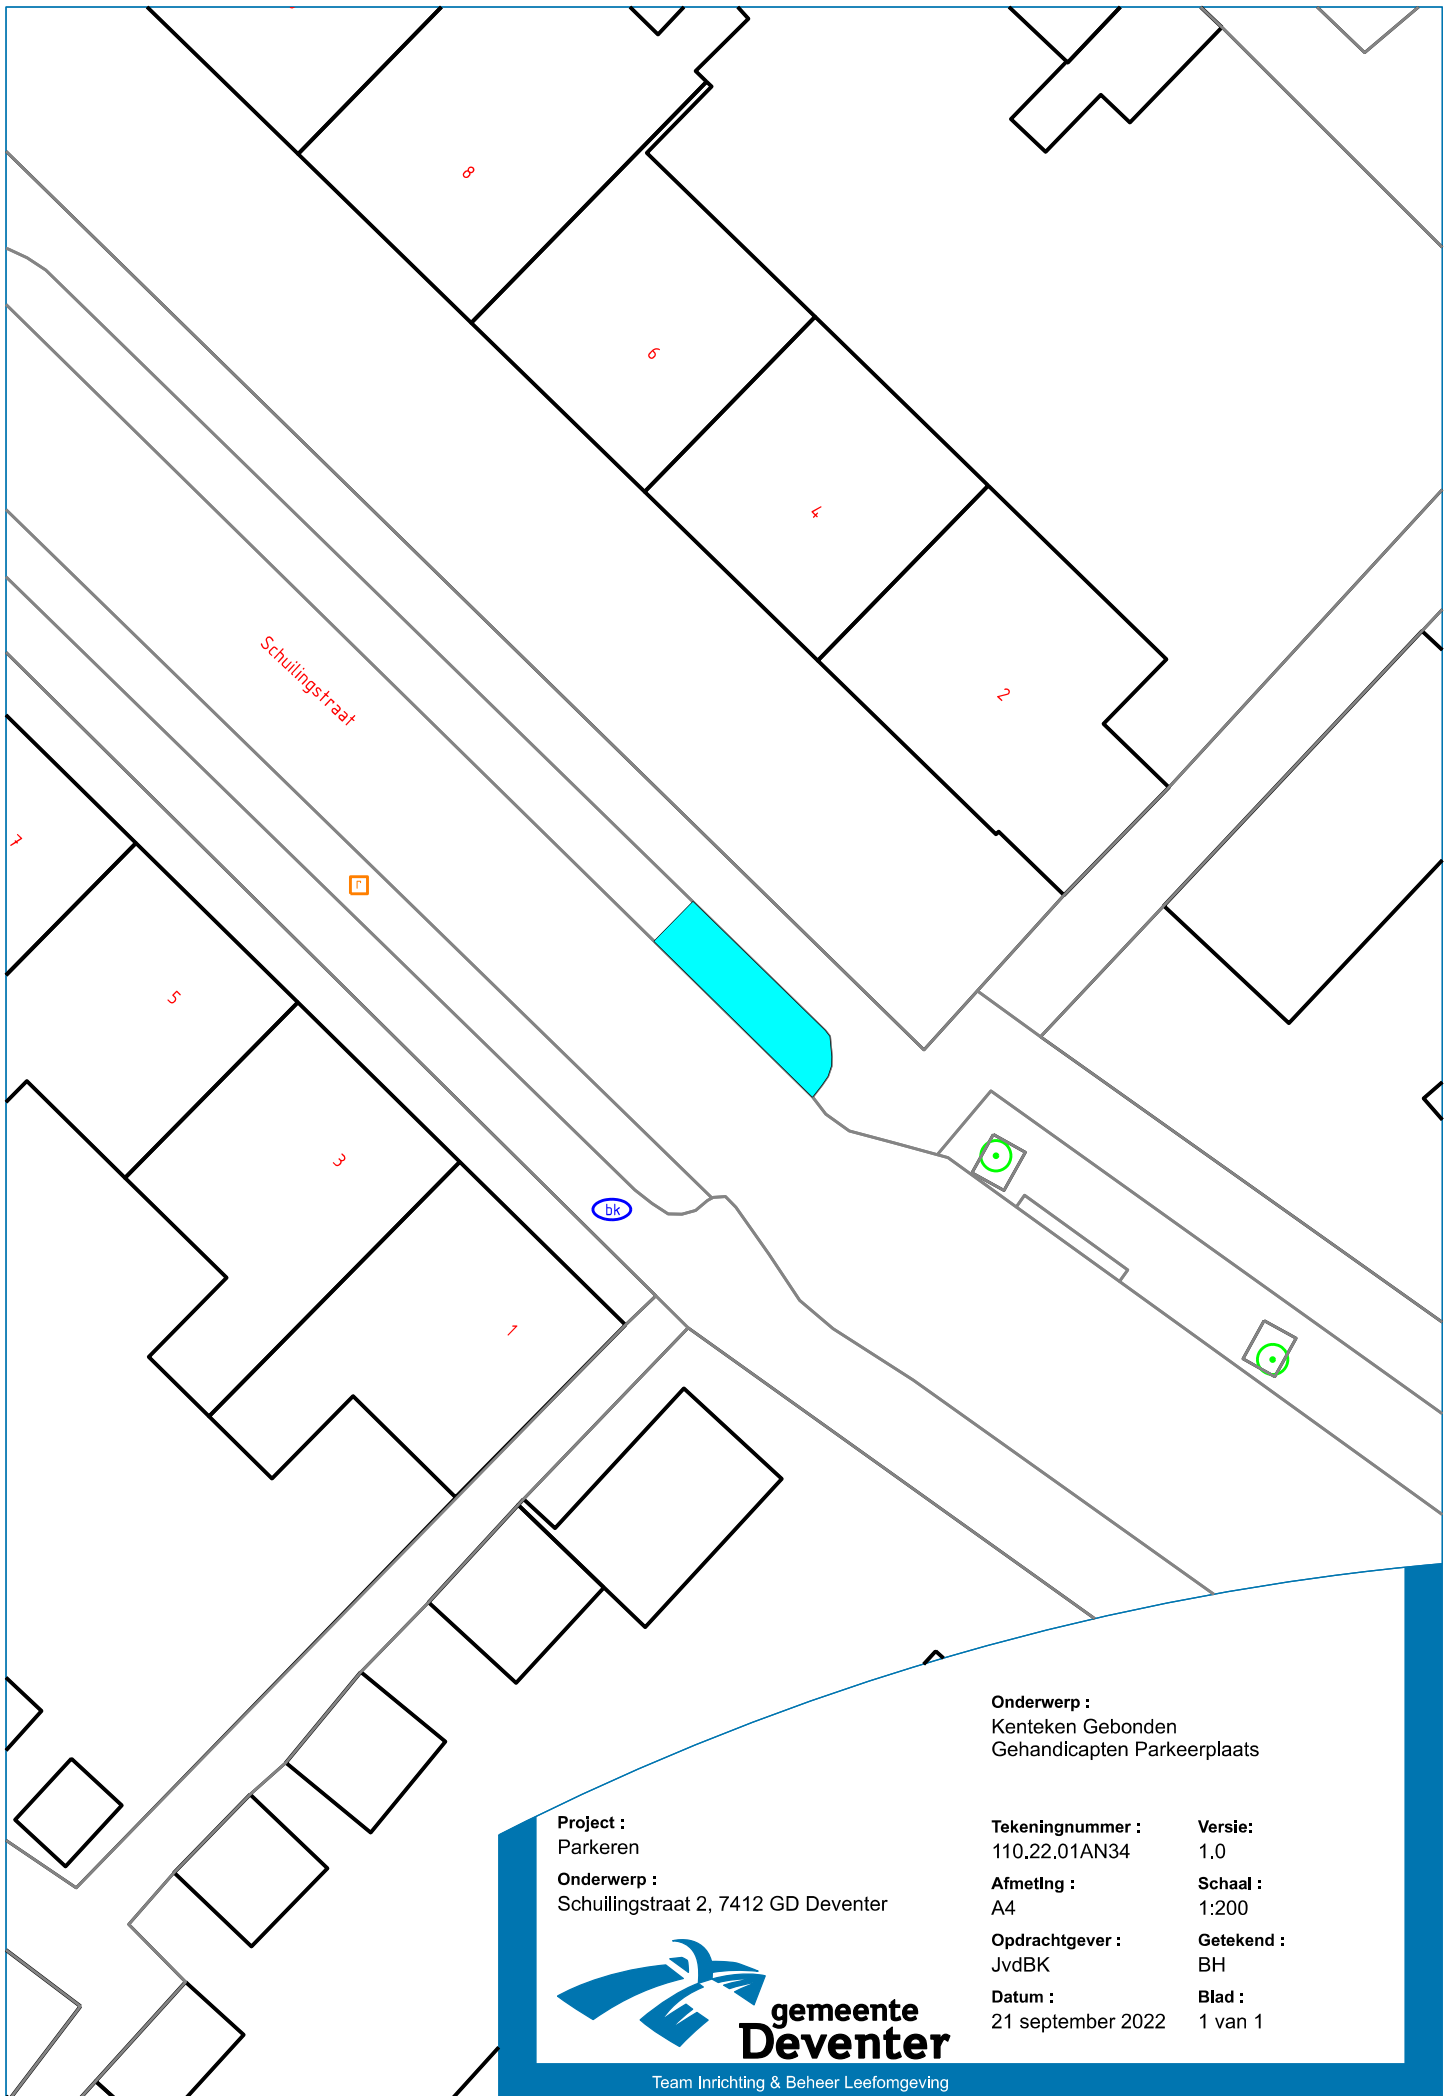 8
6
4
2
Schuilingstraat
7
r
5
3
bk
1
Onderwerp :
Kenteken Gebonden
Gehandicapten Parkeerplaats
Project :
Parkeren
Onderwerp :
Schuilingstraat 2, 7412 GD Deventer
Tekeningnummer : Versie:
110.22.01AN34 1.0
Afmeting : Schaal :
A4 1:200
Opdrachtgever : Getekend :
JvdBK BH
Datum : Blad :
21 september 2022 1 van 1
gemeente
Deventer
Team Inrichting & Beheer Leefomgeving